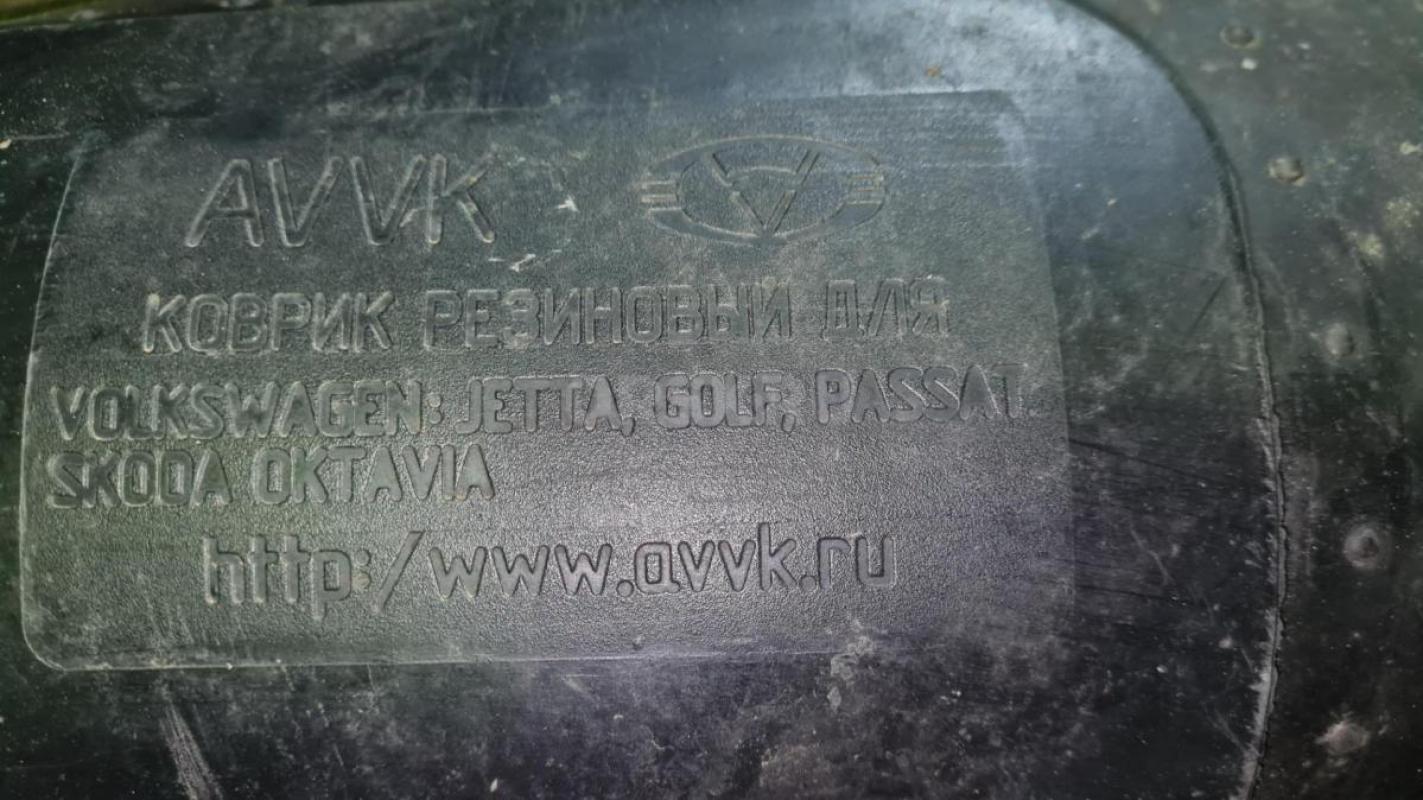 AVVK
КОВРИК РЕЗИНОВЫЙ ДЛЯ
VOLKSWAGEN: JETTA, GOLF, PASSAT.
SKODA OKTAVIA
http:/www.avvk.ru